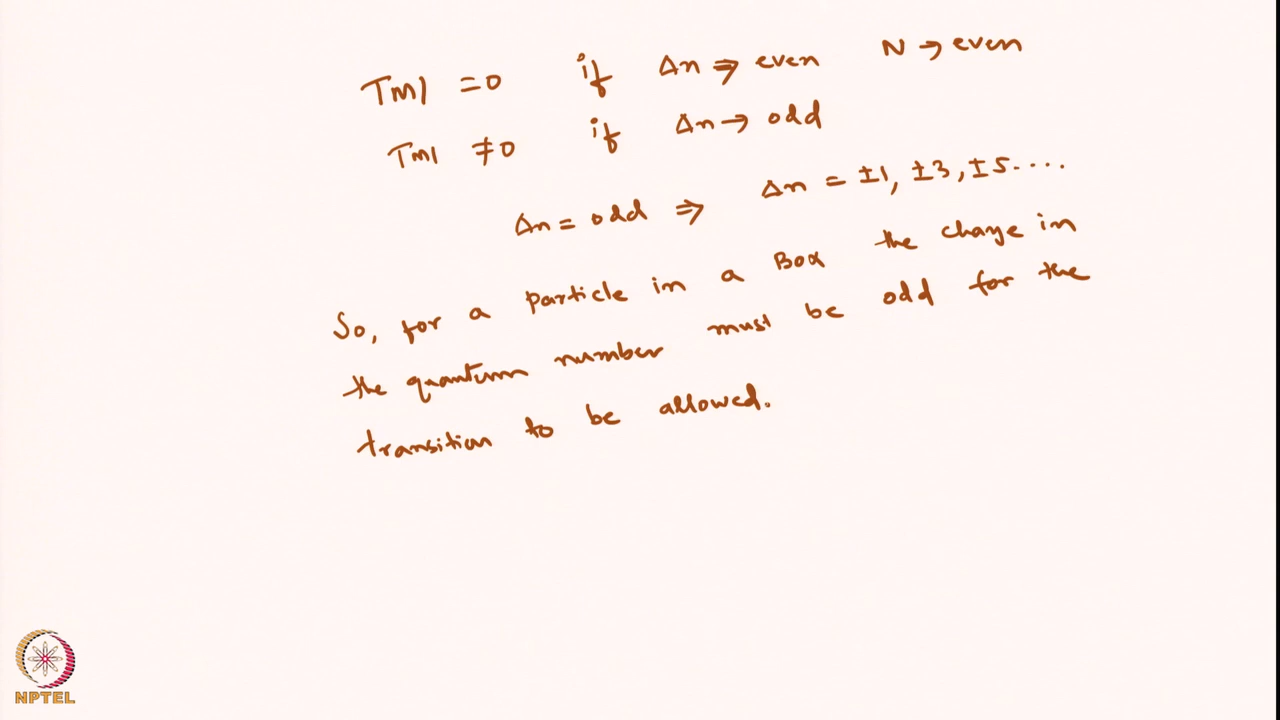 TMI = 0 if Δn ⇒ even N → even
TMI ≠ 0 if Δn → odd
Δn = odd ⇒ Δn = ±1, ±3, ±5....
So, for a particle in a Box the change in
the quantum number must be odd for the
transition to be allowed.
NPTEL